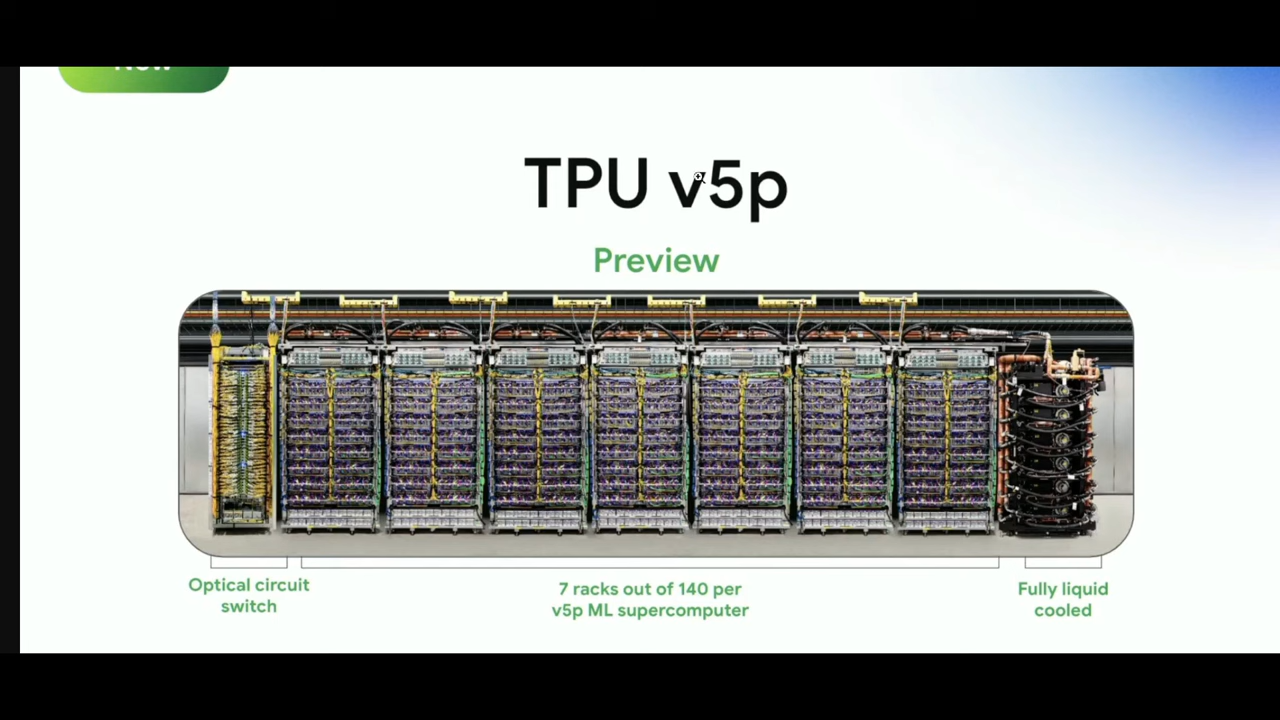 TPU v5p
Preview
Optical circuit
switch
7 racks out of 140 per
v5p ML supercomputer
Fully liquid
cooled